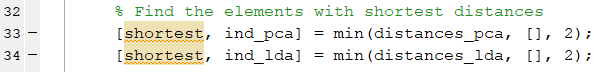 32 % Find the elements with shortest distances
33 — [shortest, ind_pca] = min(distances_pca, [], 2);
34 — [shortest, ind_lda] = min(distances_lda, [], 2);